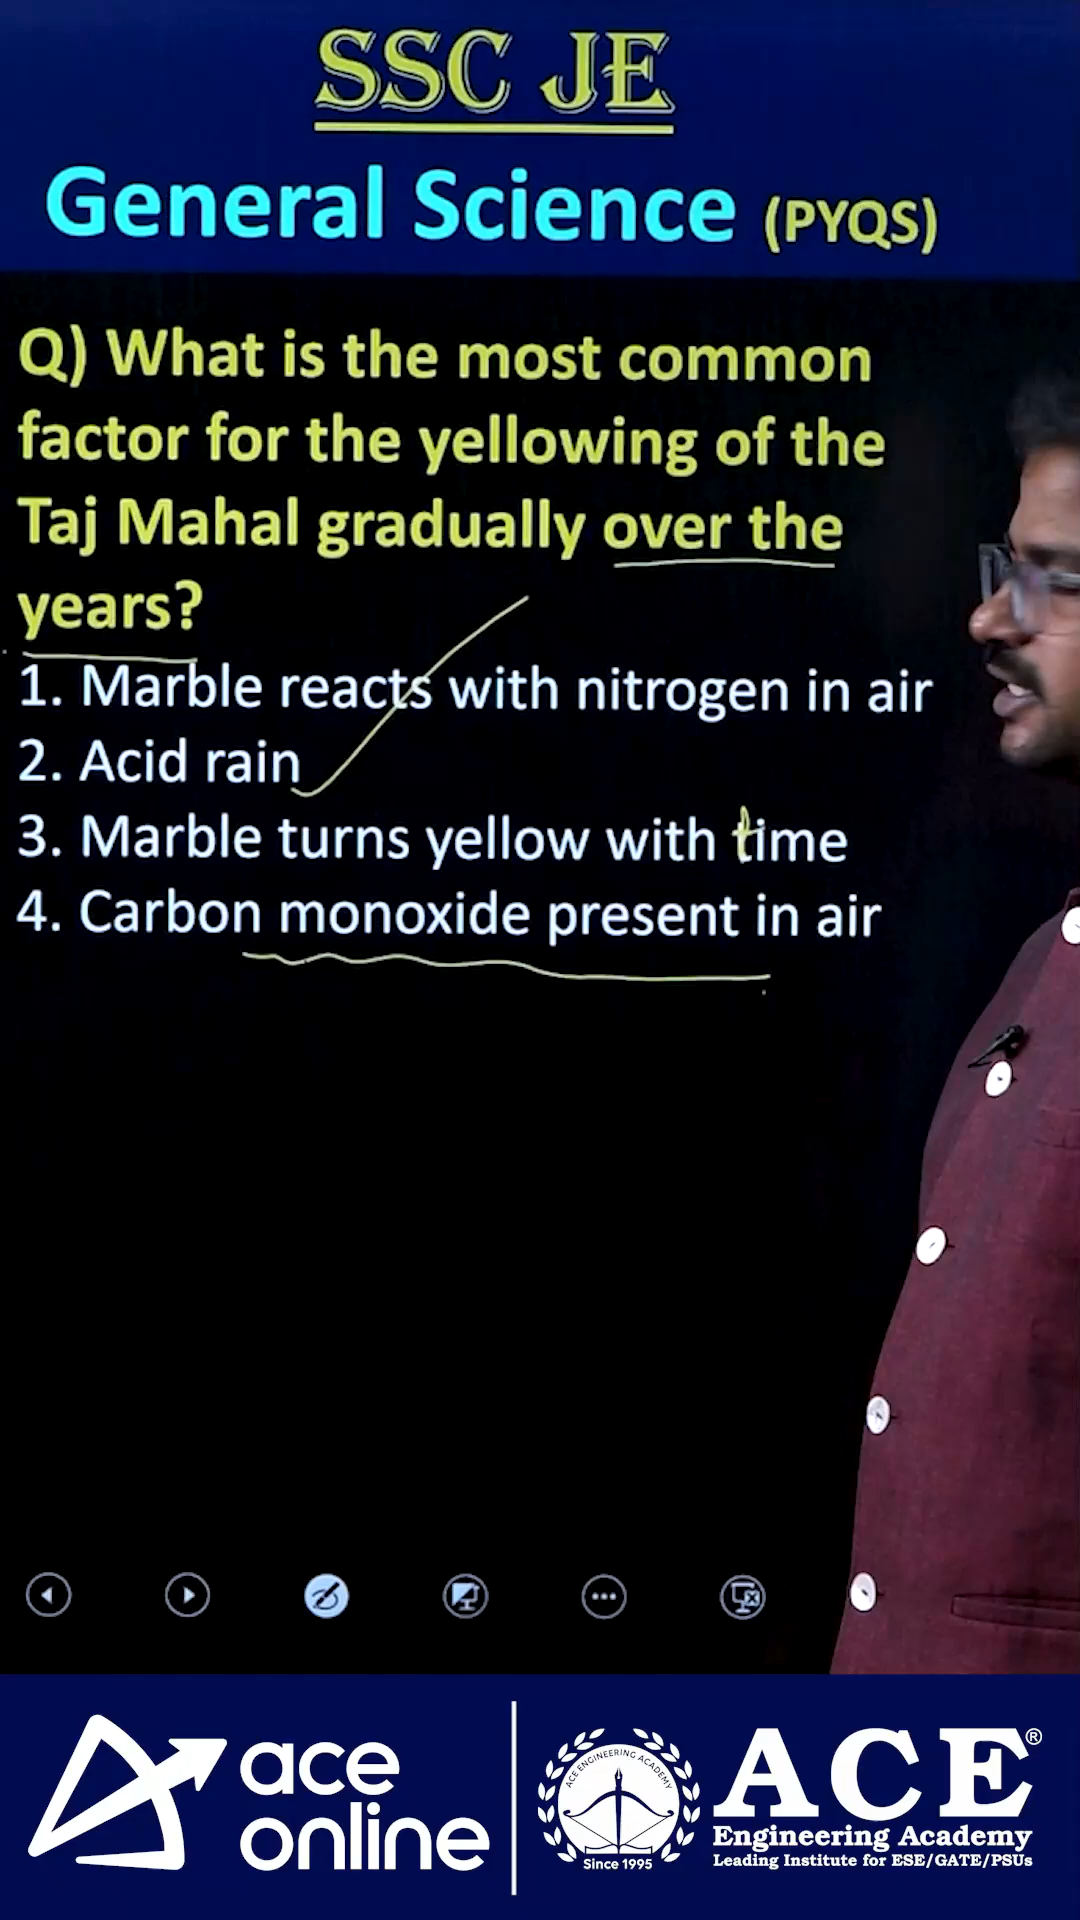 SSC JE
General Science (PYQS)
Q) What is the most common
factor for the yellowing of the
Taj Mahal gradually over the
years?
1. Marble reacts with nitrogen in air
2. Acid rain
3. Marble turns yellow with time
4. Carbon monoxide present in air
ace
online
ACE ENGINEERING ACADEMY
Since 1995
ACE®
Engineering Academy
Leading Institute for ESE/GATE/PSUs